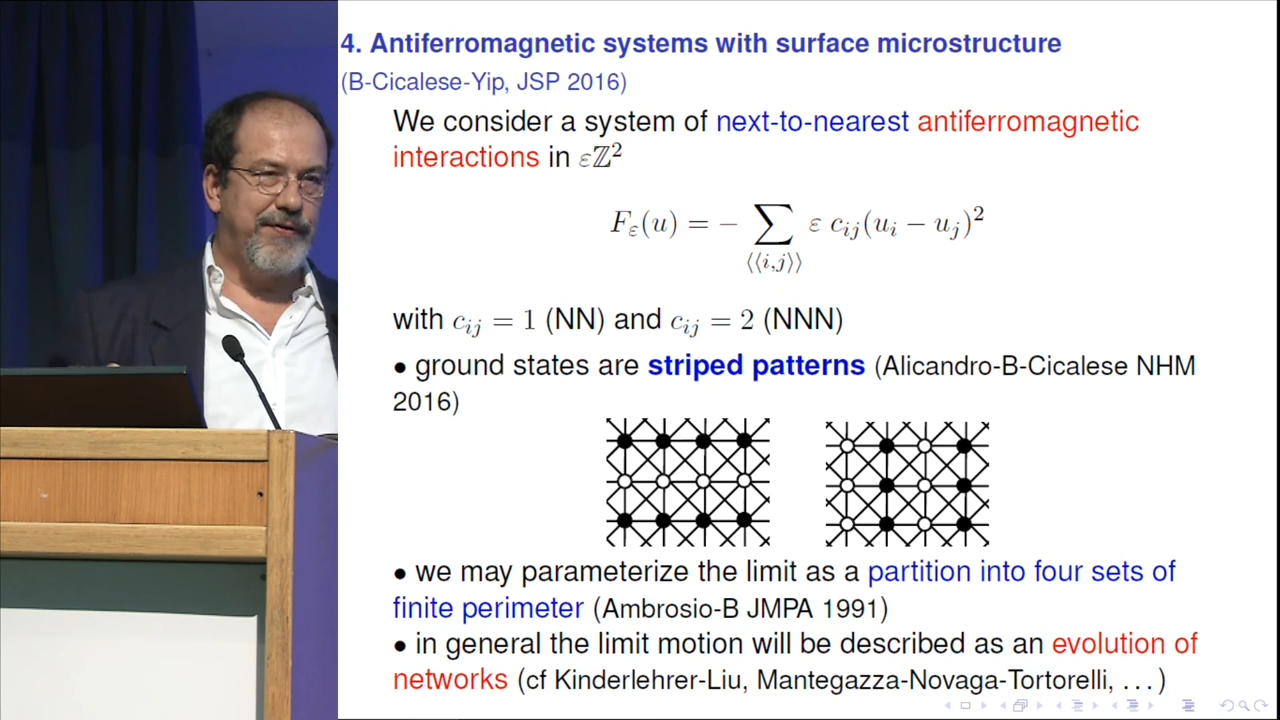 4. Antiferromagnetic systems with surface microstructure
(B-Cicalese-Yip, JSP 2016)
We consider a system of next-to-nearest antiferromagnetic
interactions in εℤ²
F_ε(u) = − ∑_{⟨⟨i,j⟩⟩} ε c_{ij}(u_i − u_j)²
with c_{ij} = 1 (NN) and c_{ij} = 2 (NNN)
• ground states are striped patterns (Alicandro-B-Cicalese NHM
2016)
• we may parameterize the limit as a partition into four sets of
finite perimeter (Ambrosio-B JMPA 1991)
• in general the limit motion will be described as an evolution of
networks (cf Kinderlehrer-Liu, Mantegazza-Novaga-Tortorelli, ...)